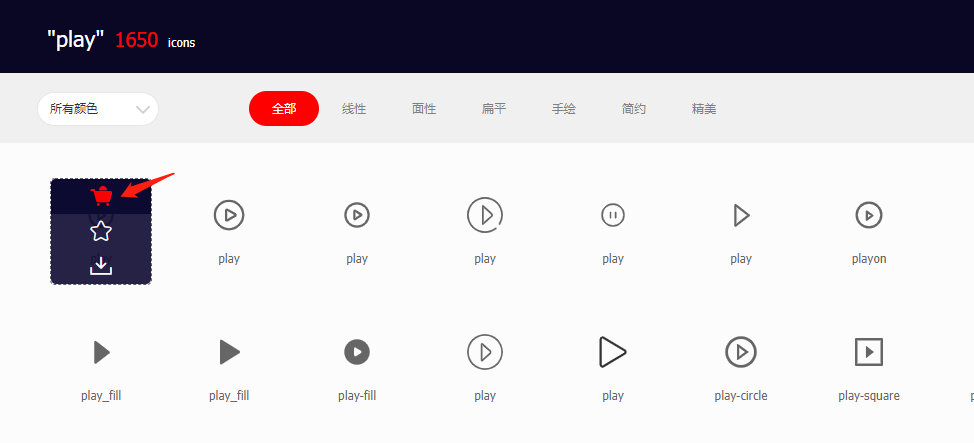 "play" 1650 icons
所有颜色 全部 线性 面性 扁平 手绘 简约 精美
play play play play play playon
play_fill play_fill play-fill play play play-circle play-square